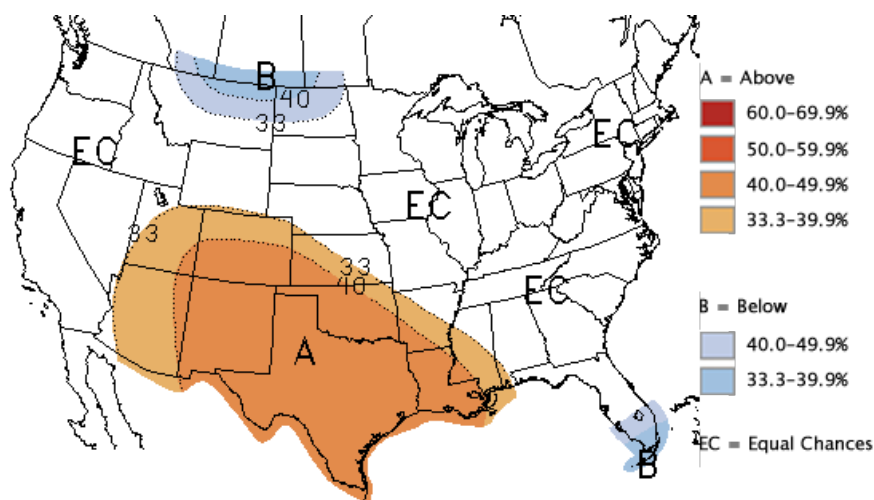 B
40
33
EC
EC
EC
33
33
40
EC
A
B
A = Above
60.0-69.9%
50.0-59.9%
40.0-49.9%
33.3-39.9%
B = Below
40.0-49.9%
33.3-39.9%
EC = Equal Chances